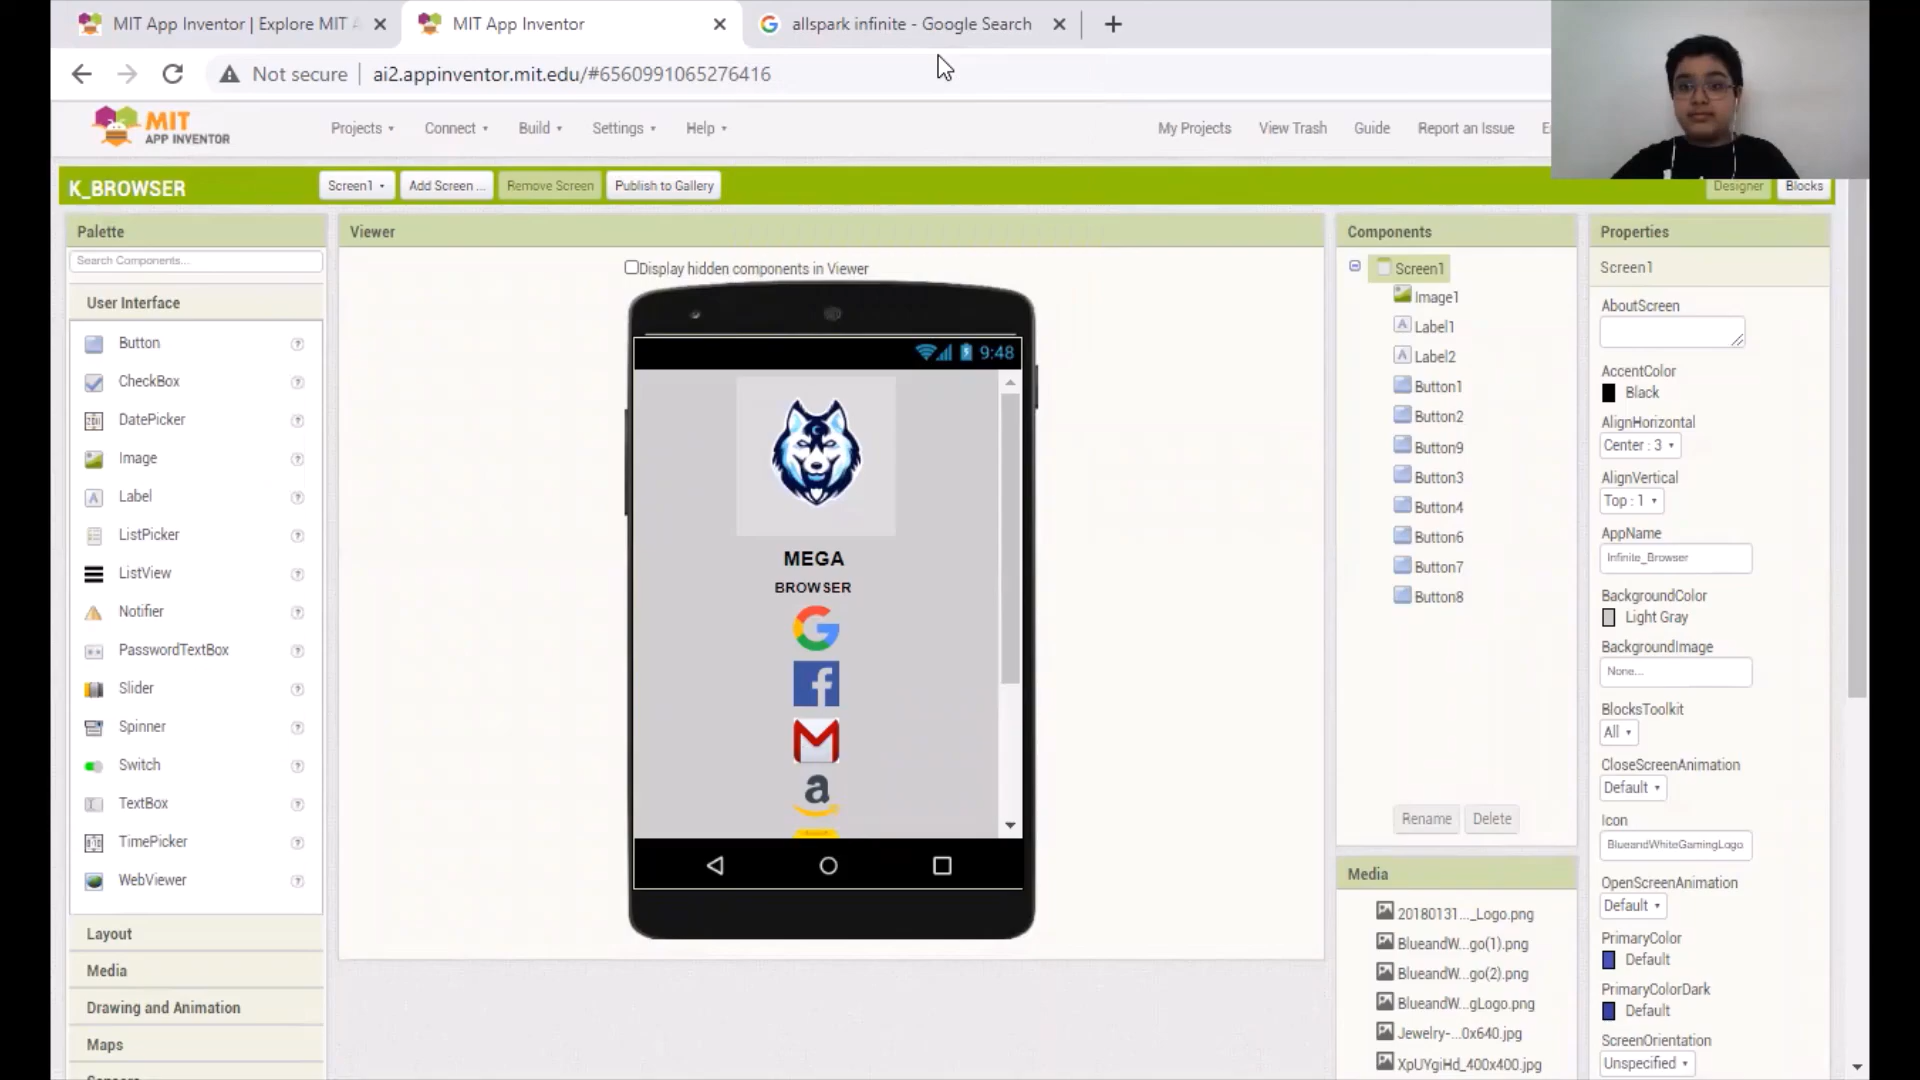 MIT App Inventor | Explore MIT A
MIT App Inventor
allspark infinite - Google Search
Not secure
ai2.appinventor.mit.edu/#6560991065276416
MIT
APP INVENTOR
Projects
Connect
Build
Settings
Help
My Projects
View Trash
Guide
Report an Issue
K_BROWSER
Screen1
Add Screen ...
Remove Screen
Publish to Gallery
Designer
Blocks
Palette
Search Components...
User Interface
Button
CheckBox
DatePicker
Image
Label
ListPicker
ListView
Notifier
PasswordTextBox
Slider
Spinner
Switch
TextBox
TimePicker
WebViewer
Layout
Media
Drawing and Animation
Maps
Viewer
Display hidden components in Viewer
9:48
MEGA
BROWSER
Components
Screen1
Image1
Label1
Label2
Button1
Button2
Button9
Button3
Button4
Button6
Button7
Button8
Rename
Delete
Media
20180131..._Logo.png
BlueandW...go(1).png
BlueandW...go(2).png
BlueandW...gLogo.png
Jewelry-...0x640.jpg
XpUYgiHd_400x400.jpg
Properties
Screen1
AboutScreen
AccentColor
Black
AlignHorizontal
Center : 3
AlignVertical
Top : 1
AppName
Infinite_Browser
BackgroundColor
Light Gray
BackgroundImage
None...
BlocksToolkit
All
CloseScreenAnimation
Default
Icon
BlueandWhiteGamingLogo
OpenScreenAnimation
Default
PrimaryColor
Default
PrimaryColorDark
Default
ScreenOrientation
Unspecified